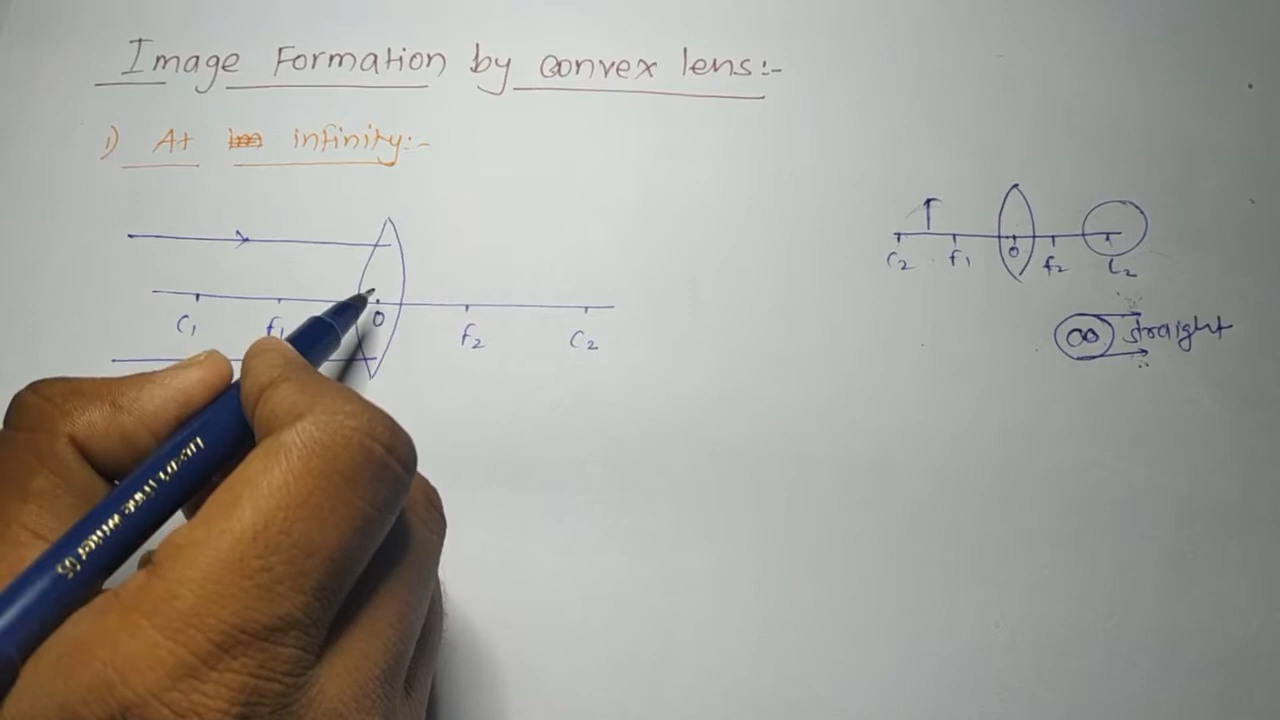 Image Formation by convex lens:-
1) At infinity:-
C1 f1 O f2 C2
C2 f1 O f2 C2
∞ straight